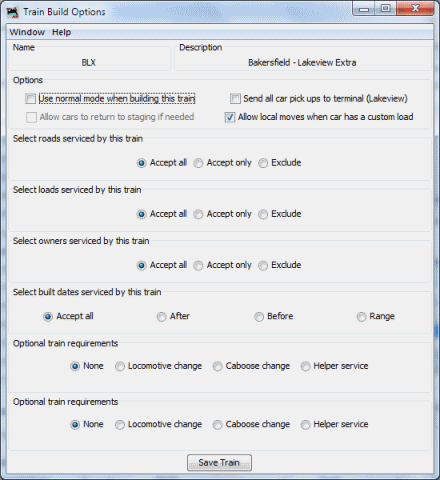 Train Build Options
Window Help
Name
Description
BLX
Bakersfield - Lakeview Extra
Options
Use normal mode when building this train
Send all car pick ups to terminal (Lakeview)
Allow cars to return to staging if needed
Allow local moves when car has a custom load
Select roads serviced by this train
Accept all Accept only Exclude
Select loads serviced by this train
Accept all Accept only Exclude
Select owners serviced by this train
Accept all Accept only Exclude
Select built dates serviced by this train
Accept all After Before Range
Optional train requirements
None Locomotive change Caboose change Helper service
Optional train requirements
None Locomotive change Caboose change Helper service
Save Train